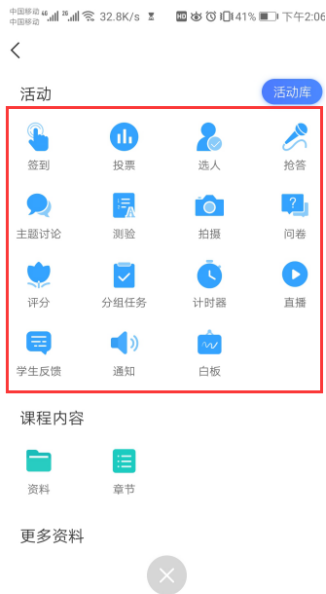 中国移动 4G 2G 32.8K/s HD 41% 下午2:06
中国移动
活动 活动库
签到 投票 选人 抢答
主题讨论 测验 拍摄 问卷
评分 分组任务 计时器 直播
学生反馈 通知 白板
课程内容
资料 章节
更多资料